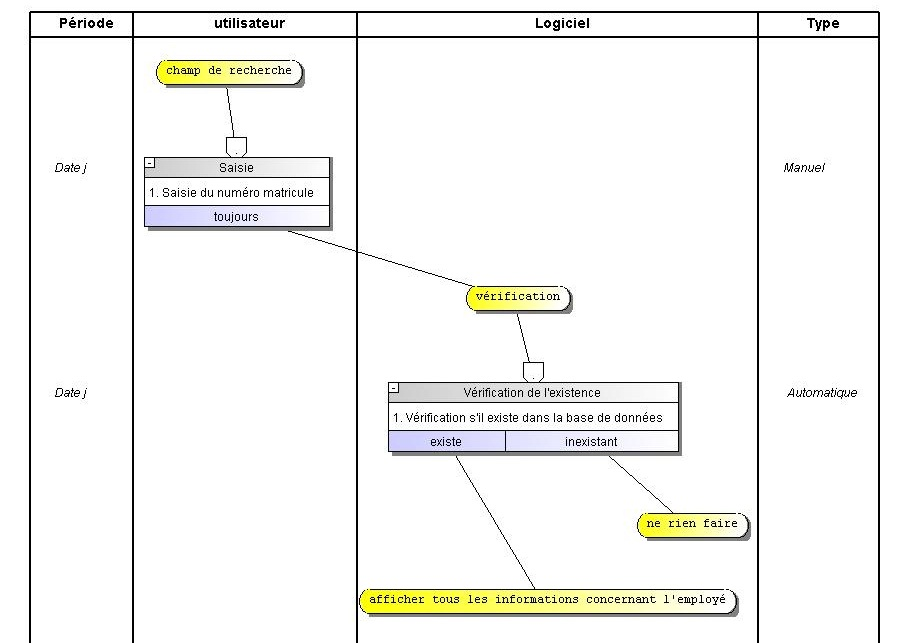 Période utilisateur Logiciel Type
champ de recherche
Saisie
Date j
Manuel
1. Saisie du numéro matricule
toujours
vérification
Vérification de l'existence
Date j
Automatique
1. Vérification s'il existe dans la base de données
existe inexistant
ne rien faire
afficher tous les informations concernant l'employé